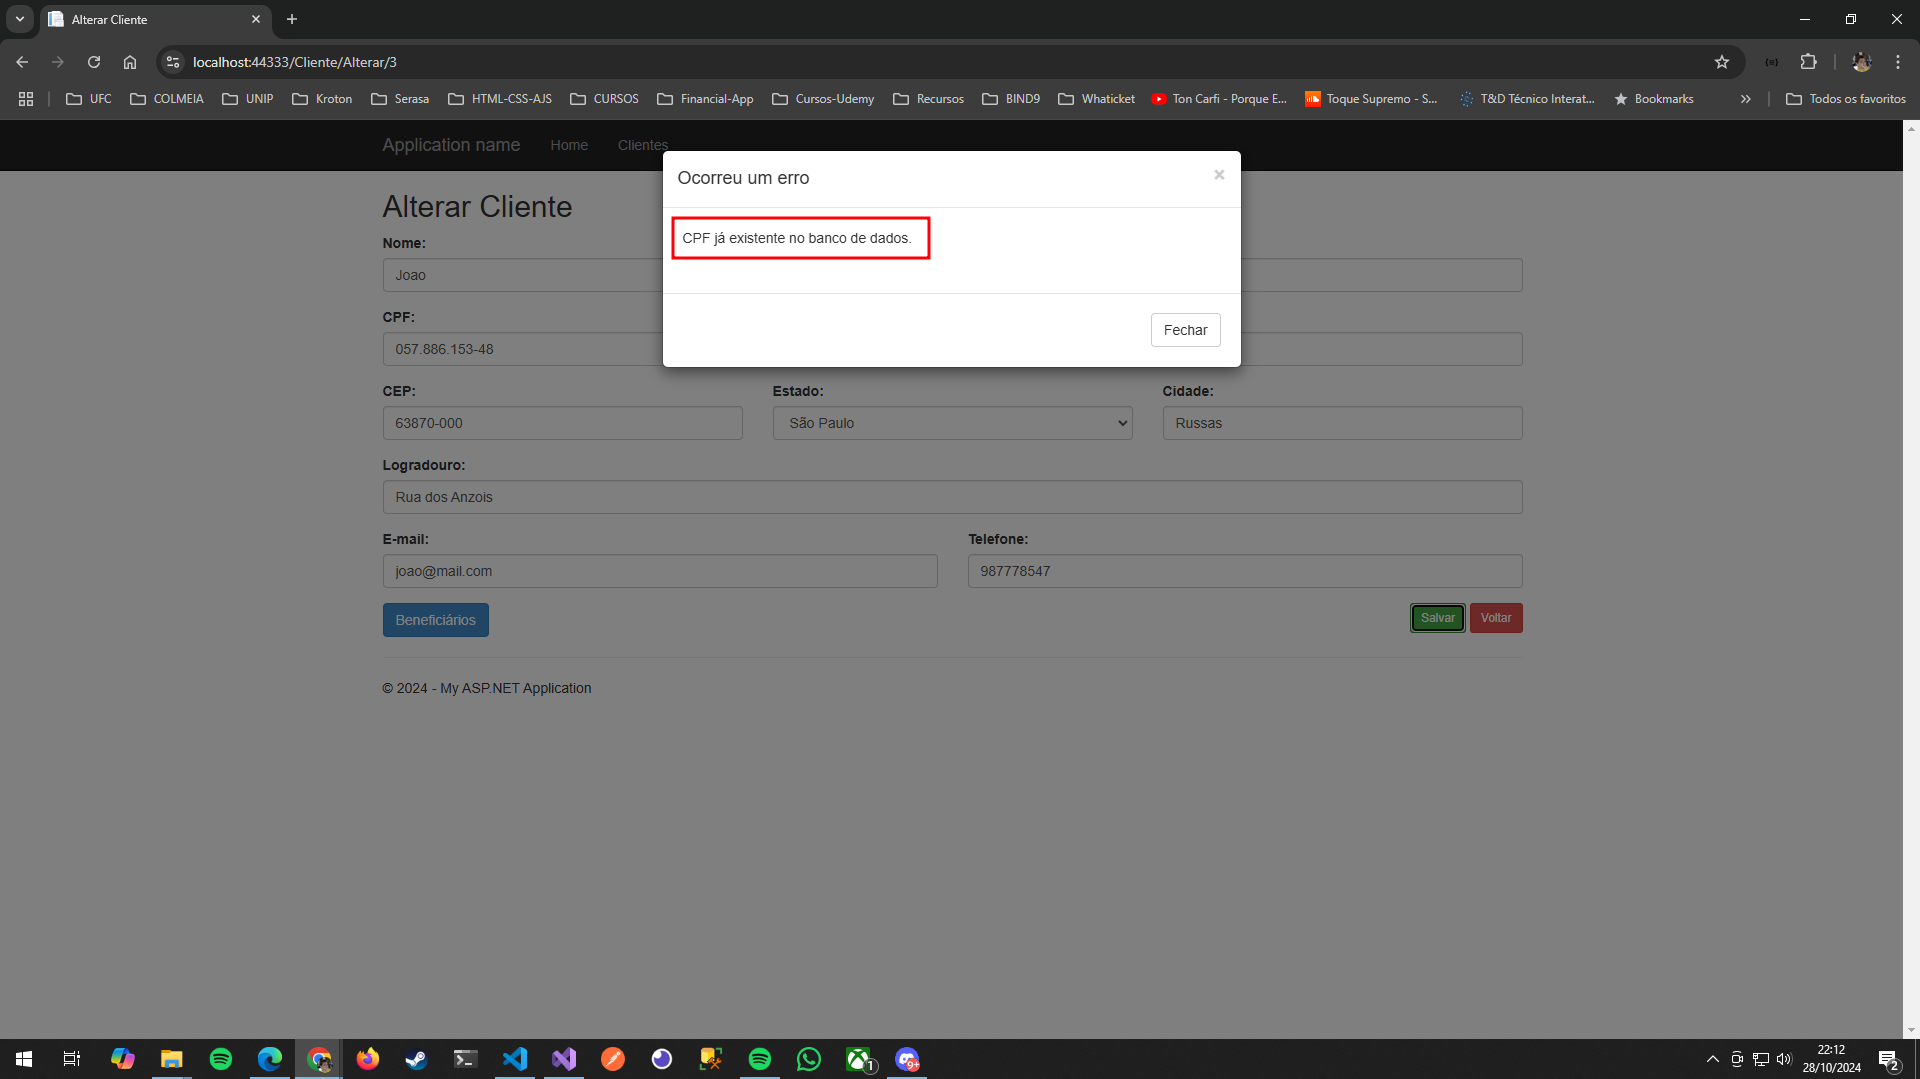 Alterar Cliente
localhost:44333/Cliente/Alterar/3
UFC
COLMEIA
UNIP
Kroton
Serasa
HTML-CSS-AJS
CURSOS
Financial-App
Cursos-Udemy
Recursos
BIND9
Whaticket
Ton Carfi - Porque E...
Toque Supremo - S...
T&D Técnico Interat...
Bookmarks
Todos os favoritos
Application name
Home
Clientes
Ocorreu um erro
×
CPF já existente no banco de dados.
Fechar
Alterar Cliente
Nome:
Joao
CPF:
057.886.153-48
CEP:
Estado:
Cidade:
63870-000
São Paulo
Russas
Logradouro:
Rua dos Anzois
E-mail:
Telefone:
joao@mail.com
987778547
Beneficiários
Salvar
Voltar
© 2024 - My ASP.NET Application
1
9+
22:12
28/10/2024
2